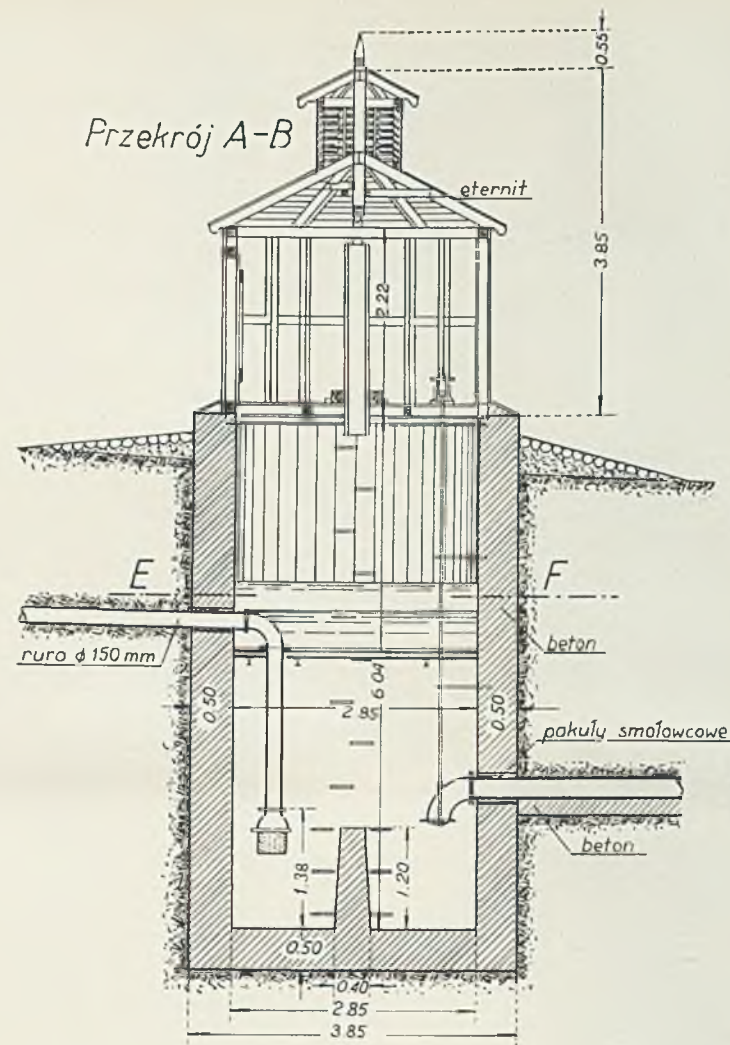 0.55
Przekrój A-B
eternit
3.85
2.22
E
F
ruro ϕ 150 mm
beton
6.04
0.50
2.85
0.50
pakuły smołowcowe
beton
1.38
1.20
0.50
0.40
2.85
3.85